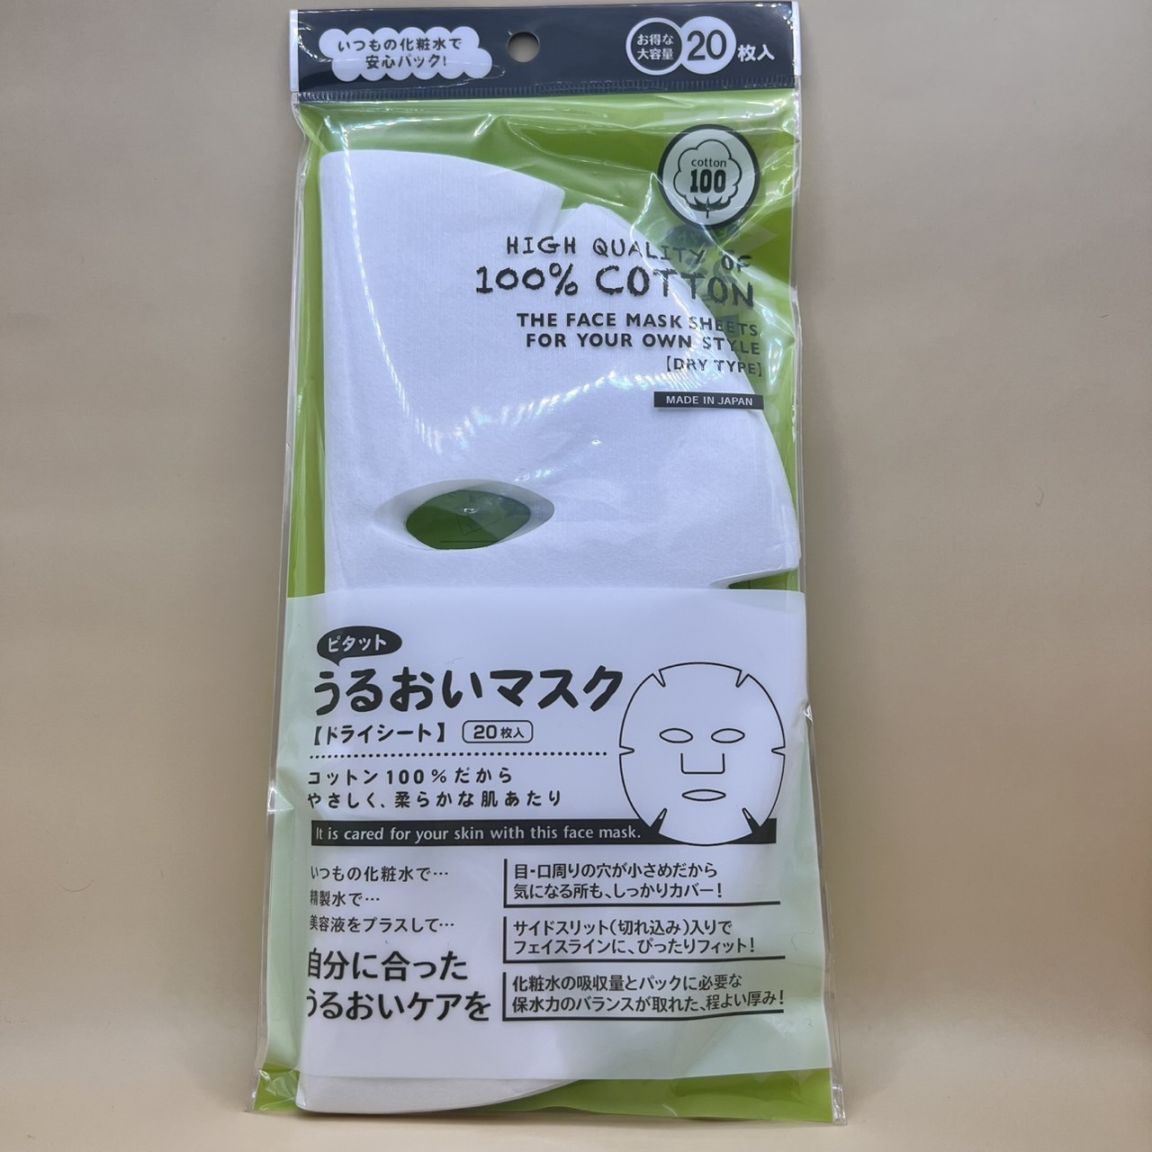 いつもの化粧水で
安心パック!
お得な
大容量
20枚入
cotton
100
HIGH QUALITY OF
100% COTTON
THE FACE MASK SHEETS
FOR YOUR OWN STYLE
【DRY TYPE】
MADE IN JAPAN
ピタット
うるおいマスク
【ドライシート】 20枚入
コットン100%だから
やさしく、柔らかな肌あたり
It is cared for your skin with this face mask.
いつもの化粧水で…
精製水で…
美容液をプラスして…
自分に合った
うるおいケアを
目・口周りの穴が小さめだから
気になる所も、しっかりカバー!
サイドスリット(切れ込み)入りで
フェイスラインに、ぴったりフィット!
化粧水の吸収量とパックに必要な
保水力のバランスが取れた、程よい厚み!